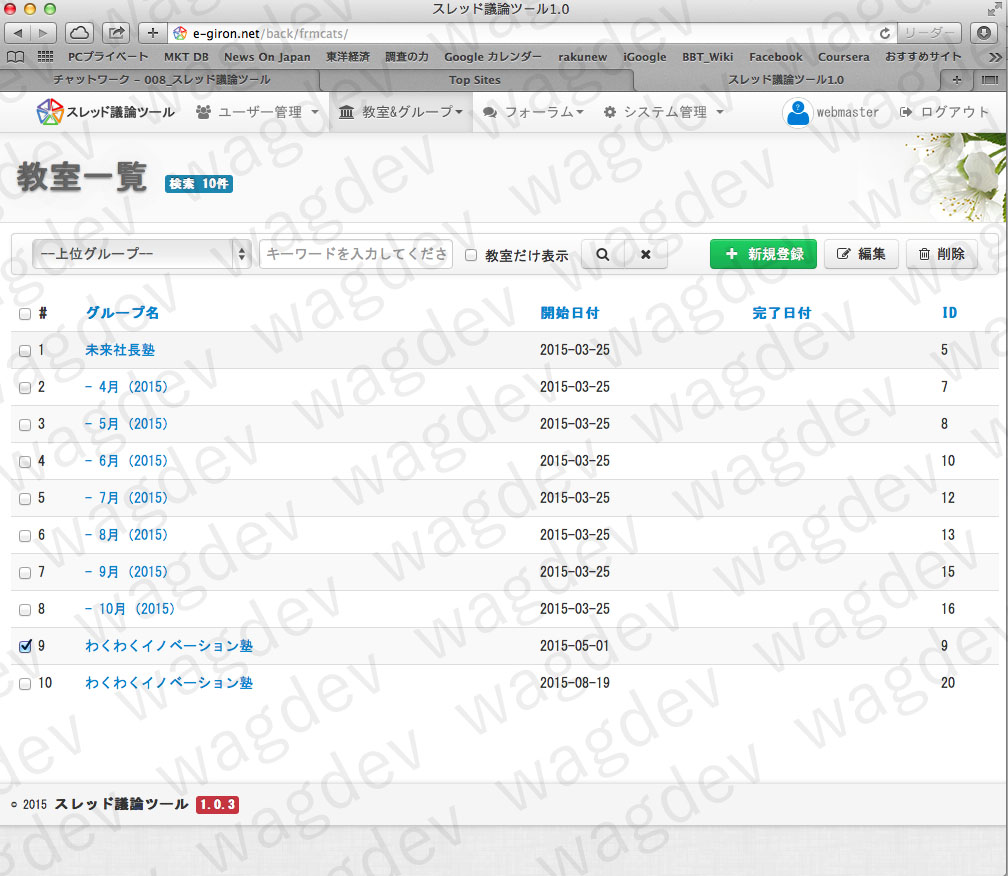 スレッド議論ツール1.0
e-giron.net/back/frmcats/
リーダー
PCプライベート MKT DB News On Japan 東洋経済 調査の力 Google カレンダー rakunew iGoogle BBT_Wiki Facebook Coursera おすすめサイト
チャットワーク - 008_スレッド議論ツール Top Sites スレッド議論ツール1.0
スレッド議論ツール ユーザー管理 教室&グループ フォーラム システム管理 webmaster ログアウト
教室一覧 検索 10件
--上位グループ-- キーワードを入力してくださ 教室だけ表示 新規登録 編集 削除
# グループ名 開始日付 完了日付 ID
1 未来社長塾 2015-03-25 5
2 - 4月 (2015) 2015-03-25 7
3 - 5月 (2015) 2015-03-25 8
4 - 6月 (2015) 2015-03-25 10
5 - 7月 (2015) 2015-03-25 12
6 - 8月 (2015) 2015-03-25 13
7 - 9月 (2015) 2015-03-25 15
8 - 10月 (2015) 2015-03-25 16
9 わくわくイノベーション塾 2015-05-01 9
10 わくわくイノベーション塾 2015-08-19 20
© 2015 スレッド議論ツール 1.0.3
wagdev